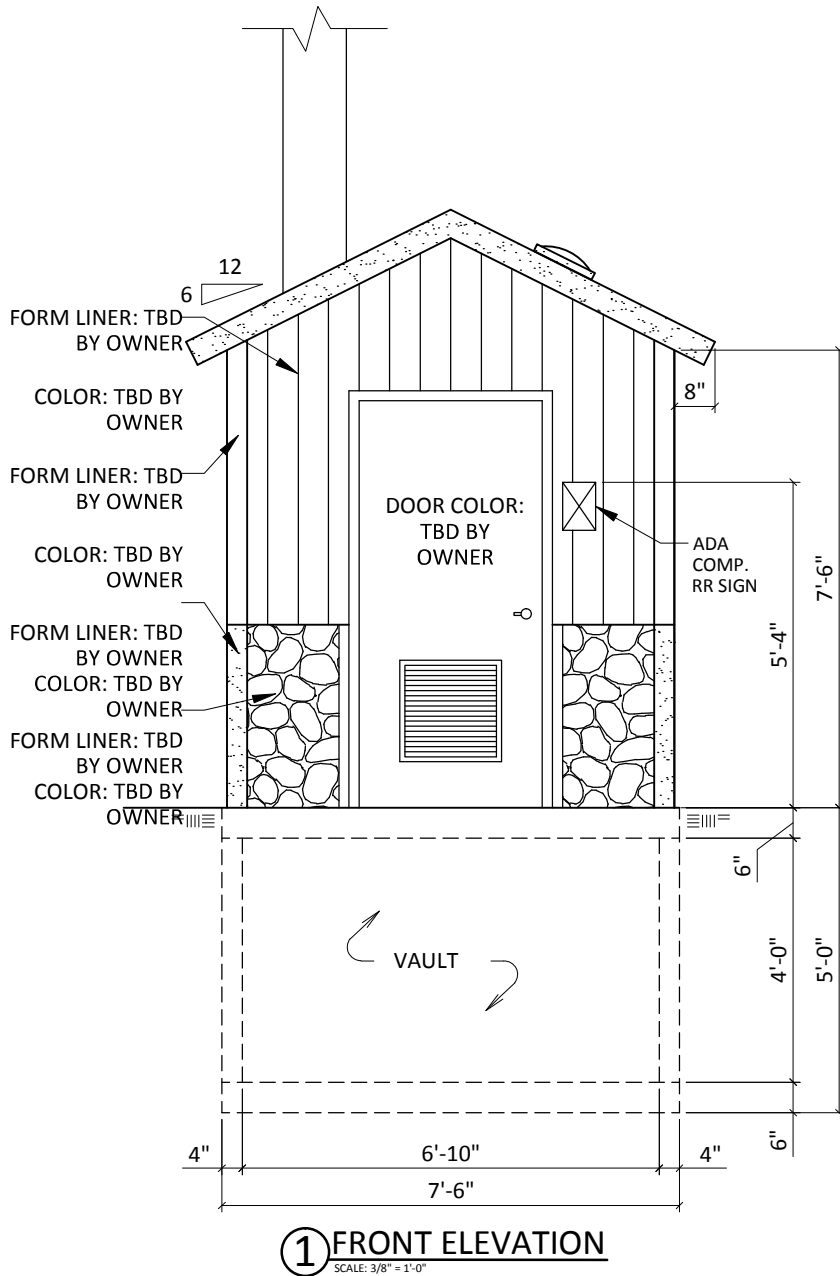 12
6
FORM LINER: TBD
BY OWNER
COLOR: TBD BY
OWNER
FORM LINER: TBD
BY OWNER
COLOR: TBD BY
OWNER
FORM LINER: TBD
BY OWNER
COLOR: TBD BY
OWNER
FORM LINER: TBD
BY OWNER
COLOR: TBD BY
OWNER
DOOR COLOR:
TBD BY
OWNER
8"
ADA
COMP.
RR SIGN
5'-4"
7'-6"
6"
VAULT
4'-0"
5'-0"
6"
4"
6'-10"
4"
7'-6"
1
FRONT ELEVATION
SCALE: 3/8" = 1'-0"